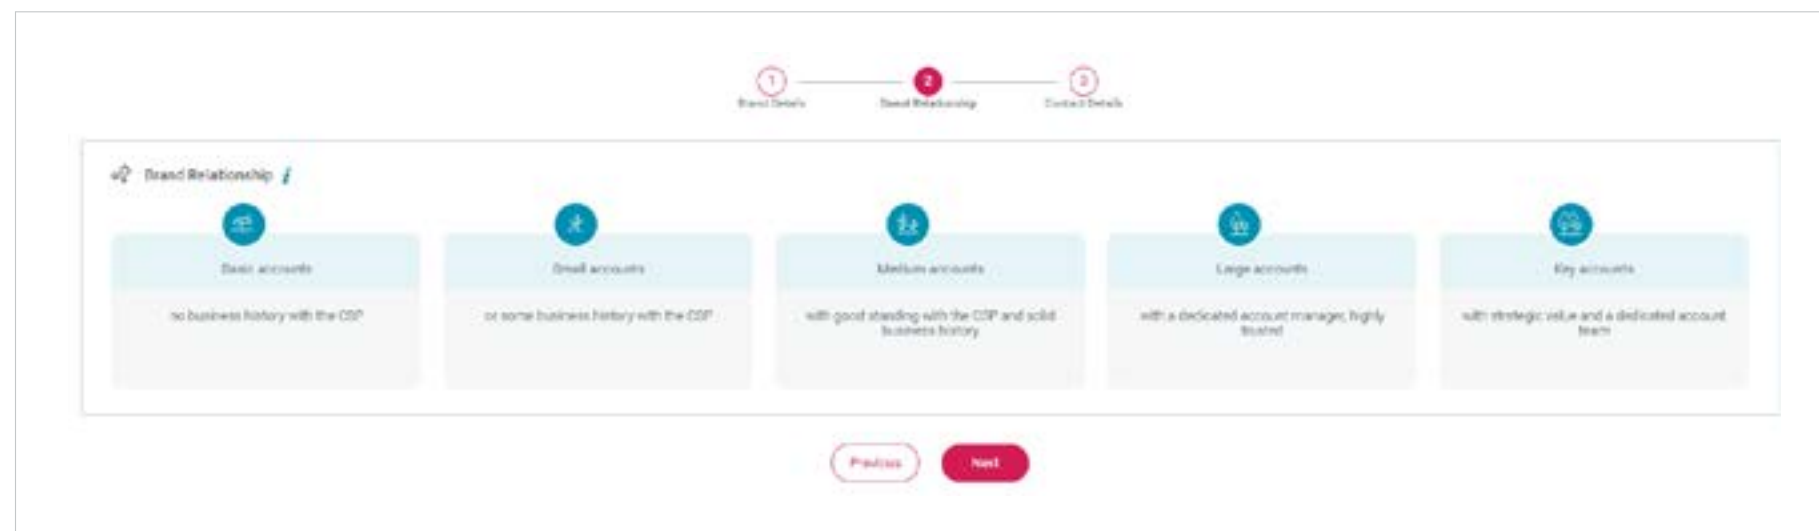 1
2
3
Brand Details
Brand Relationship
Contact Details
Brand Relationship i
Basic accounts
Small accounts
Medium accounts
Large accounts
Key accounts
no business history with the CSP
or some business history with the CSP
with good standing with the CSP and solid
business history
with a dedicated account manager, highly
trusted
with strategic value and a dedicated account
team
Previous
Next